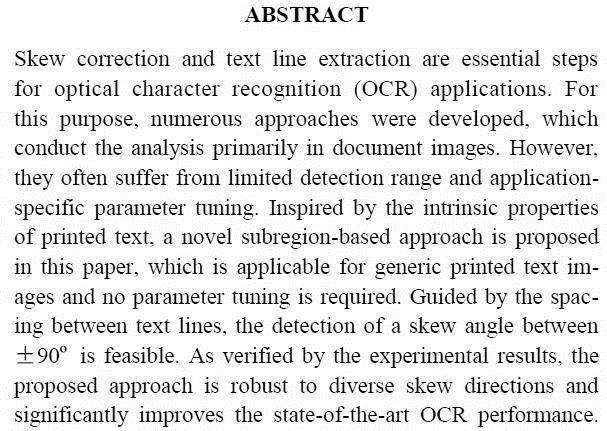 ABSTRACT
Skew correction and text line extraction are essential steps
for optical character recognition (OCR) applications. For
this purpose, numerous approaches were developed, which
conduct the analysis primarily in document images. However,
they often suffer from limited detection range and application-
specific parameter tuning. Inspired by the intrinsic properties
of printed text, a novel subregion-based approach is proposed
in this paper, which is applicable for generic printed text im-
ages and no parameter tuning is required. Guided by the spac-
ing between text lines, the detection of a skew angle between
±90° is feasible. As verified by the experimental results, the
proposed approach is robust to diverse skew directions and
significantly improves the state-of-the-art OCR performance.